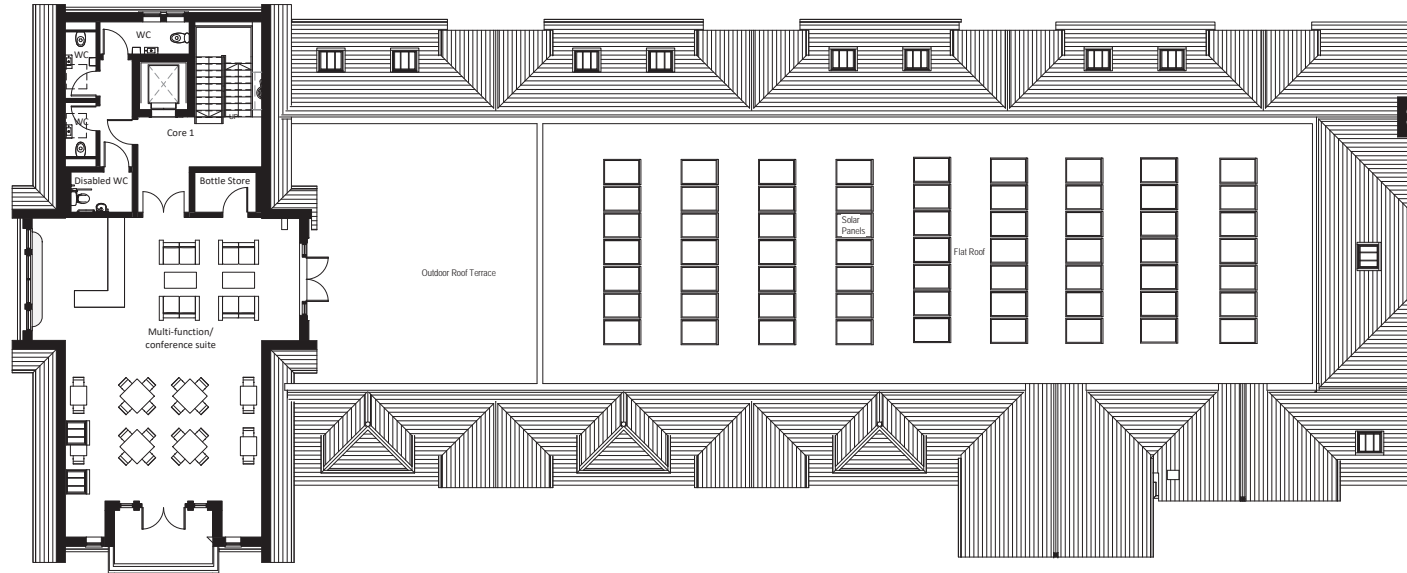 WC
WC
WC
UP
Core 1
Disabled WC
Bottle Store
Solar
Panels
Flat Roof
Outdoor Roof Terrace
Multi-function/
conference suite